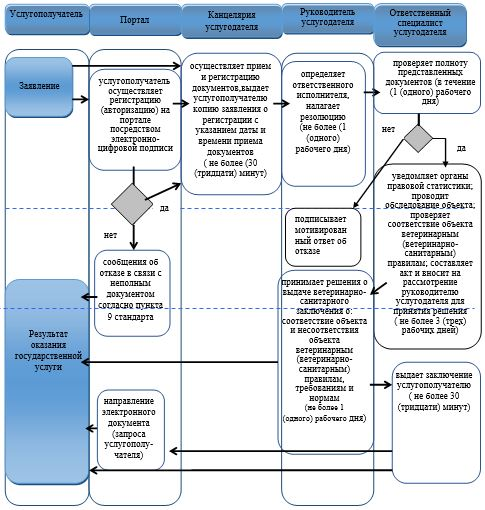 Услугополучатель
Портал
Канцелярия
услугодателя
Руководитель
услугодателя
Ответственный
специалист
услугодателя
Заявление
услугополучатель
осуществляет
регистрацию
(авторизацию) на
портале
посредством
электронно-
цифровой подписи
да
нет
сообщения об
отказе в связи с
неполным
документом
согласно пункта
9 стандарта
осуществляет прием
и регистрацию
документов,выдает
услугополучателю
копию заявления о
регистрации с
указанием даты и
времени приема
документов
( не более (30
(тридцати) минут)
определяет
ответственного
исполнителя,
налагает
резолюцию
(не более (1
(одного)
рабочего дня)
проверяет полноту
представленных
документов (в течение
(1 (одного) рабочего
дня)
нет
да
подписывает
мотивирован
ный ответ об
отказе
уведомляет органы
правовой статистики;
проводит
обследование объекта;
проверяет
соответствие объекта
ветеринарным
(ветеринарно-
санитарным)
правилам; составляет
акт и вносит на
рассмотрение
руководителю
услугодателя для
принятия решения
( не более 3 (трех)
рабочих дней)
принимает решения о
выдаче ветеринарно-
санитарного
заключения о:
соответствие объекта
и несоответствия
объекта
ветеринарным
(ветеринарно-
санитарным)
правилам,
требованиям и
нормам
(не более 1
(одного) рабочего дня)
выдает заключение
услугополучателю
( не более 30
(тридцати) минут)
Результат
оказания
государственной
услуги
направление
электронного
документа
(запроса
услугополу-
чателя)